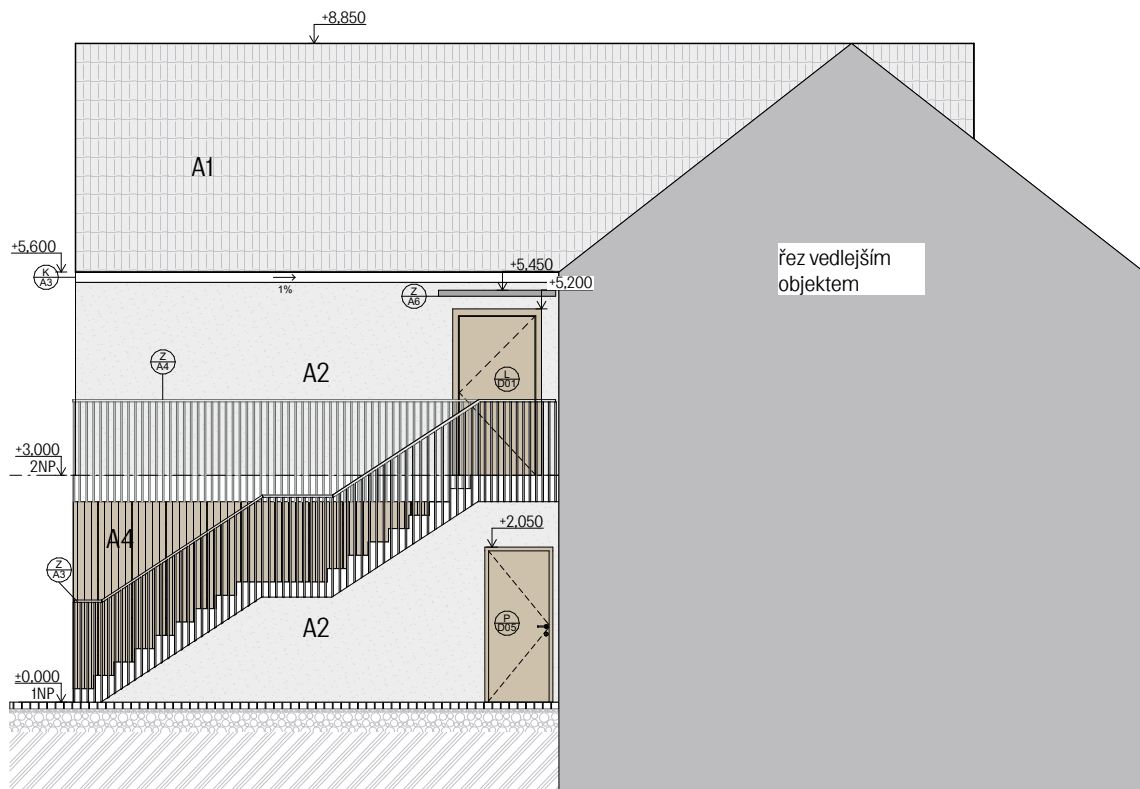 +8,850
A1
+5,600
K
A3
1%
+5,450
Z
A6
+5,200
řez vedlejším
objektem
Z
A4
A2
L
D01
+3,000
2NP
A4
+2,050
Z
A3
A2
P
D05
±0,000
1NP